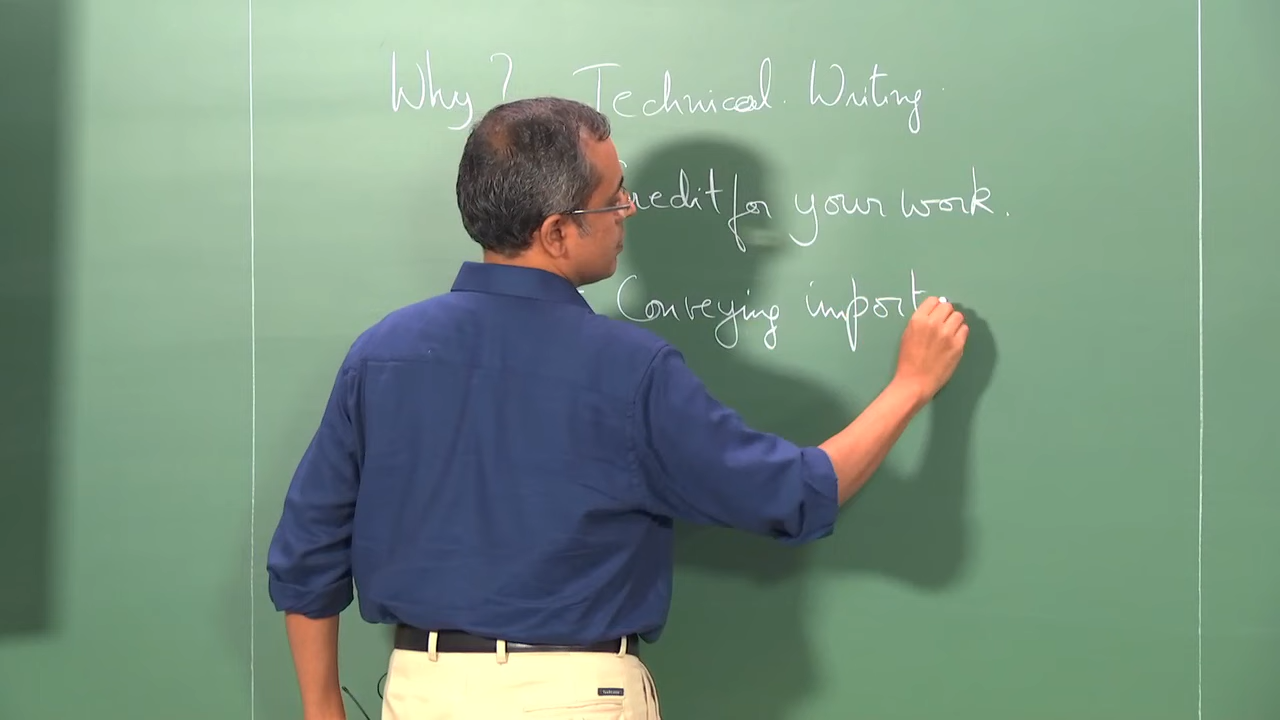 Why? Technical. Writing.
Credit for your work.
Conveying import